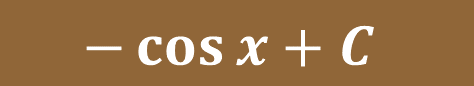 − cos x + C